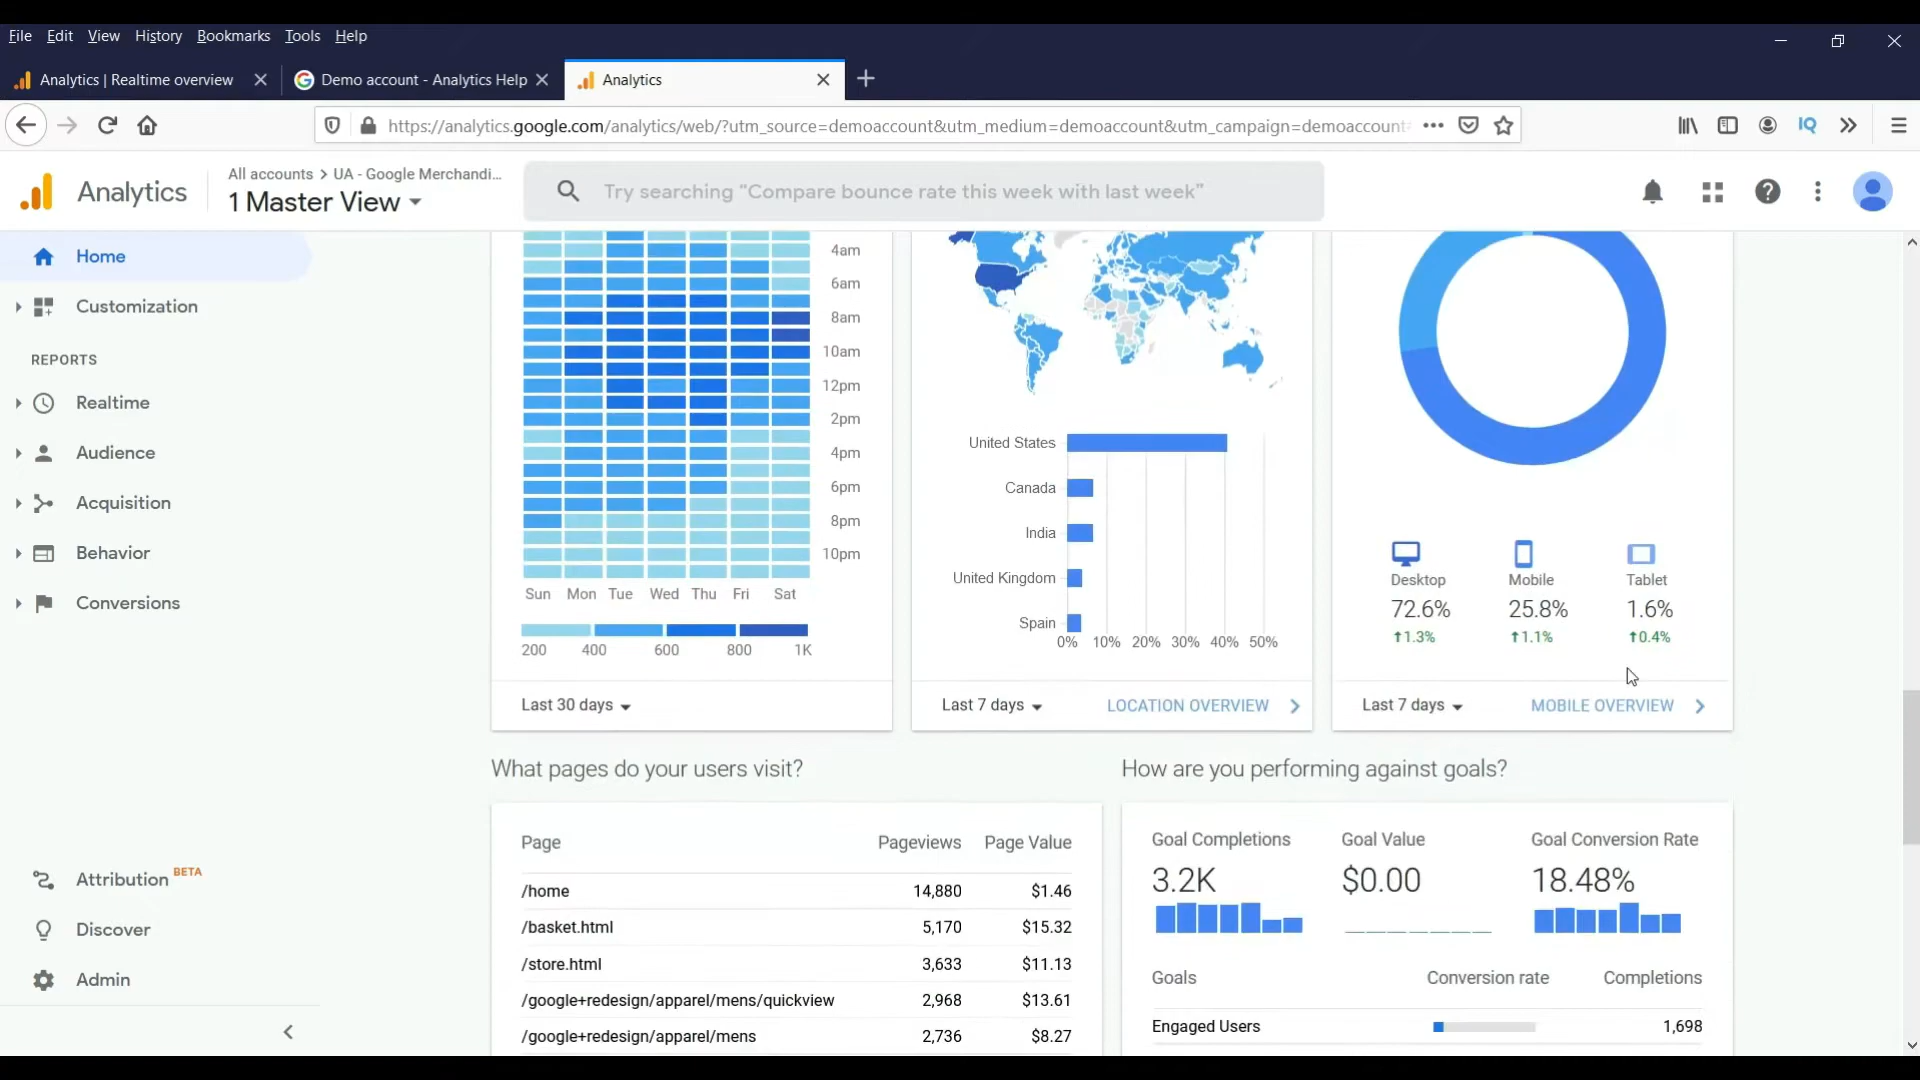 File Edit View History Bookmarks Tools Help
Analytics | Realtime overview
Demo account - Analytics Help
Analytics
https://analytics.google.com/analytics/web/?utm_source=demoaccount&utm_medium=demoaccount&utm_campaign=demoaccount
IQ
Analytics
All accounts > UA - Google Merchandi...
1 Master View
Try searching "Compare bounce rate this week with last week"
Home
Customization
REPORTS
Realtime
Audience
Acquisition
Behavior
Conversions
Attribution BETA
Discover
Admin
4am
6am
8am
10am
12pm
2pm
4pm
6pm
8pm
10pm
Sun Mon Tue Wed Thu Fri Sat
200 400 600 800 1K
Last 30 days
United States
Canada
India
United Kingdom
Spain
0% 10% 20% 30% 40% 50%
Last 7 days LOCATION OVERVIEW
Desktop Mobile Tablet
72.6% 25.8% 1.6%
1.3% 1.1% 0.4%
Last 7 days MOBILE OVERVIEW
What pages do your users visit?
Page Pageviews Page Value
/home 14,880 $1.46
/basket.html 5,170 $15.32
/store.html 3,633 $11.13
/google+redesign/apparel/mens/quickview 2,968 $13.61
/google+redesign/apparel/mens 2,736 $8.27
How are you performing against goals?
Goal Completions Goal Value Goal Conversion Rate
3.2K $0.00 18.48%
Goals Conversion rate Completions
Engaged Users 1,698